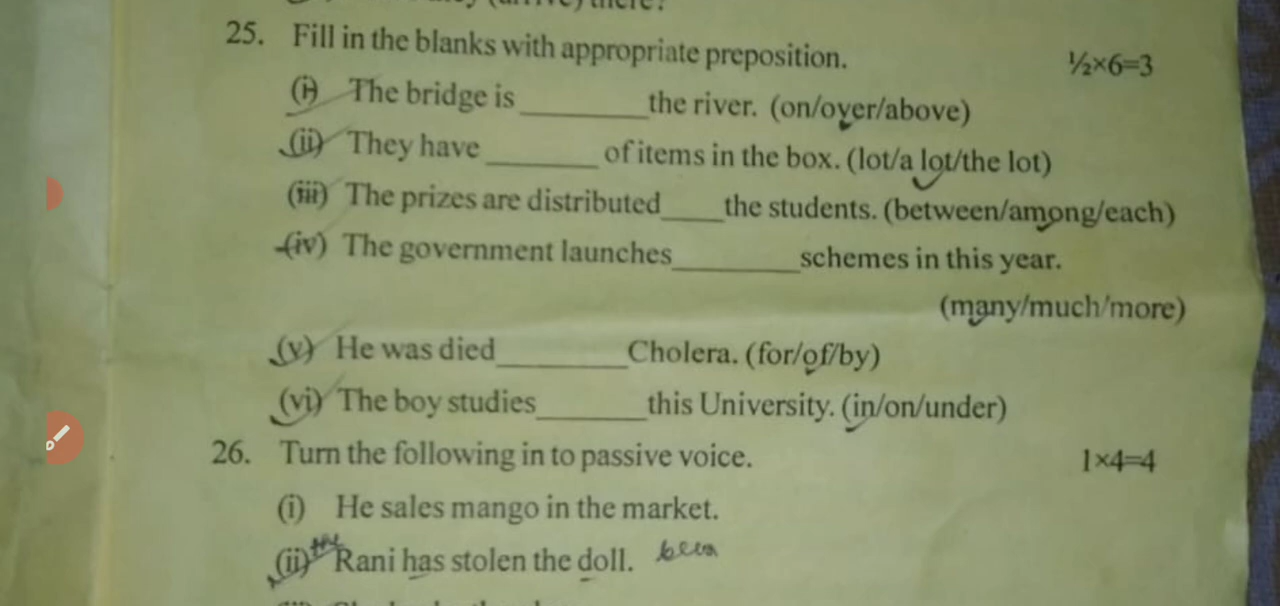 25. Fill in the blanks with appropriate preposition. ½×6=3
(i) The bridge is ________ the river. (on/over/above)
(ii) They have ________ of items in the box. (lot/a lot/the lot)
(iii) The prizes are distributed ____ the students. (between/among/each)
(iv) The government launches ________ schemes in this year.
(many/much/more)
(v) He was died ________ Cholera. (for/of/by)
(vi) The boy studies ________ this University. (in/on/under)
26. Turn the following in to passive voice. 1×4=4
(i) He sales mango in the market.
(ii) the Rani has stolen the doll. been